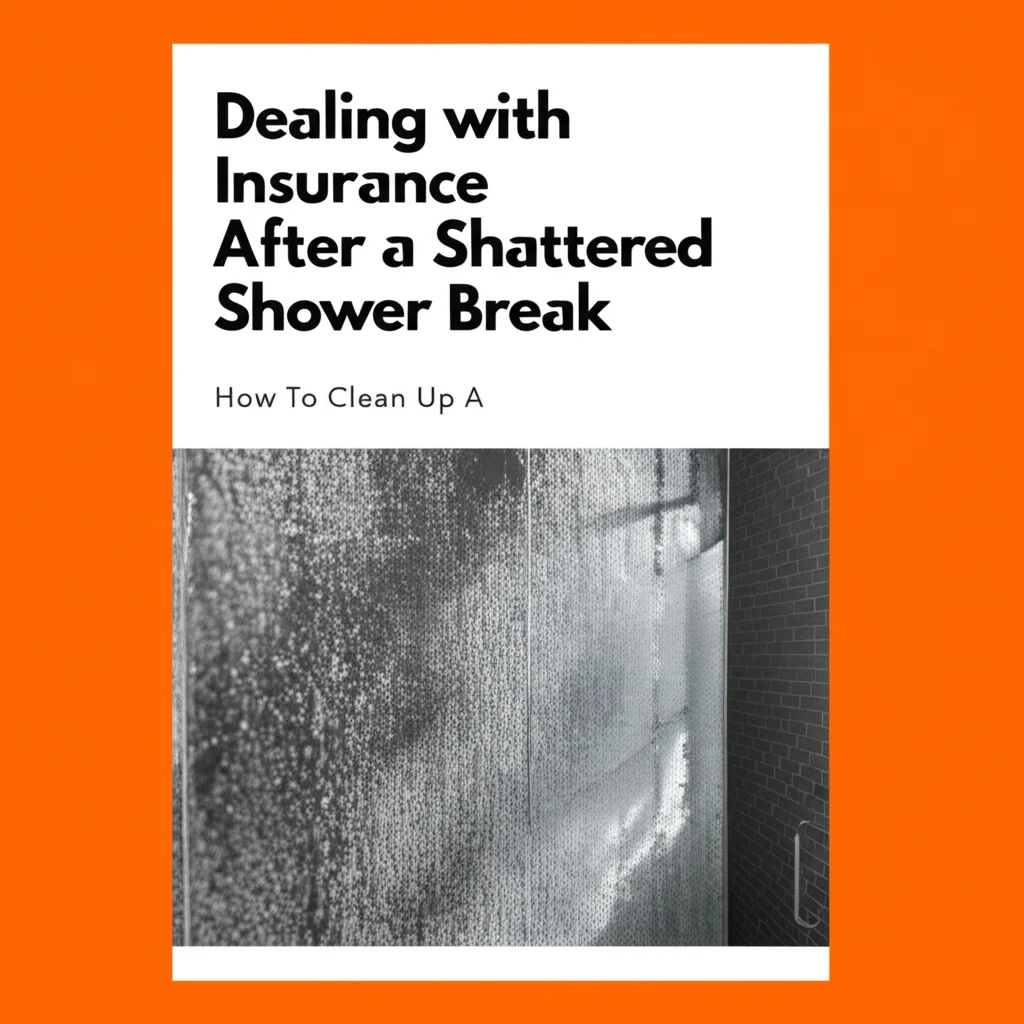 Dealing with
Insurance
After a Shattered
Shower Break
How To Clean Up A